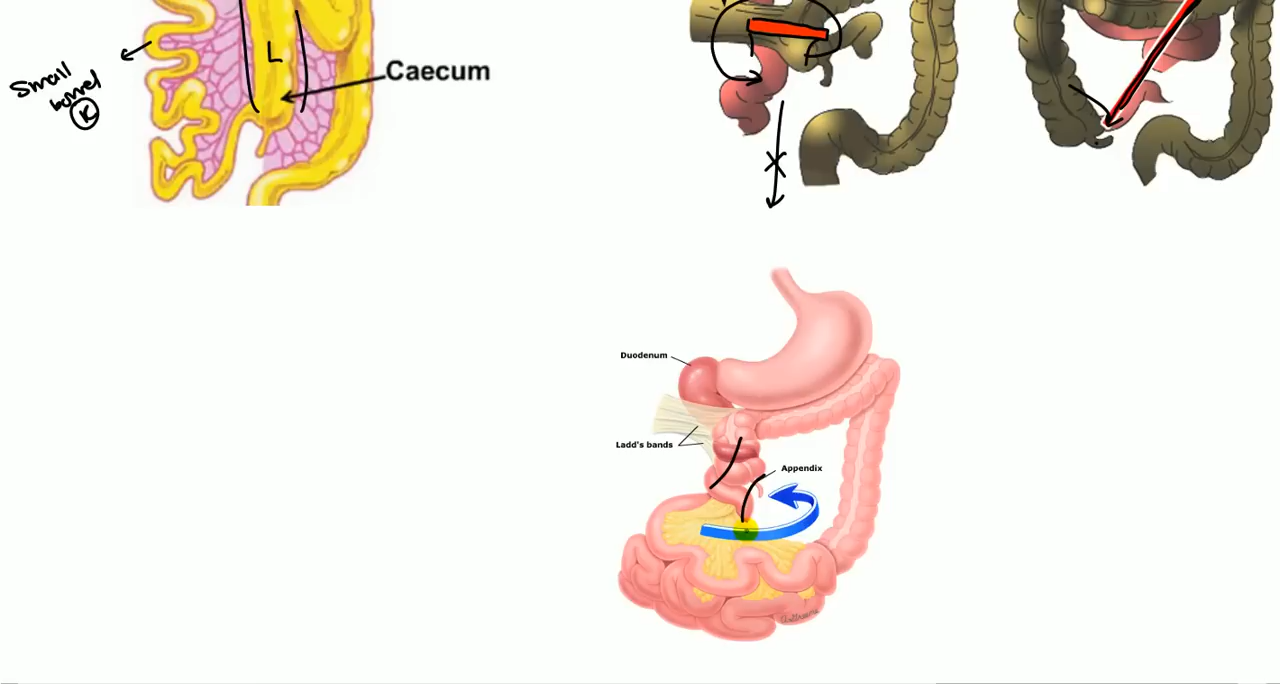 Small
bowel
R
L
Caecum
Duodenum
Ladd's bands
Appendix